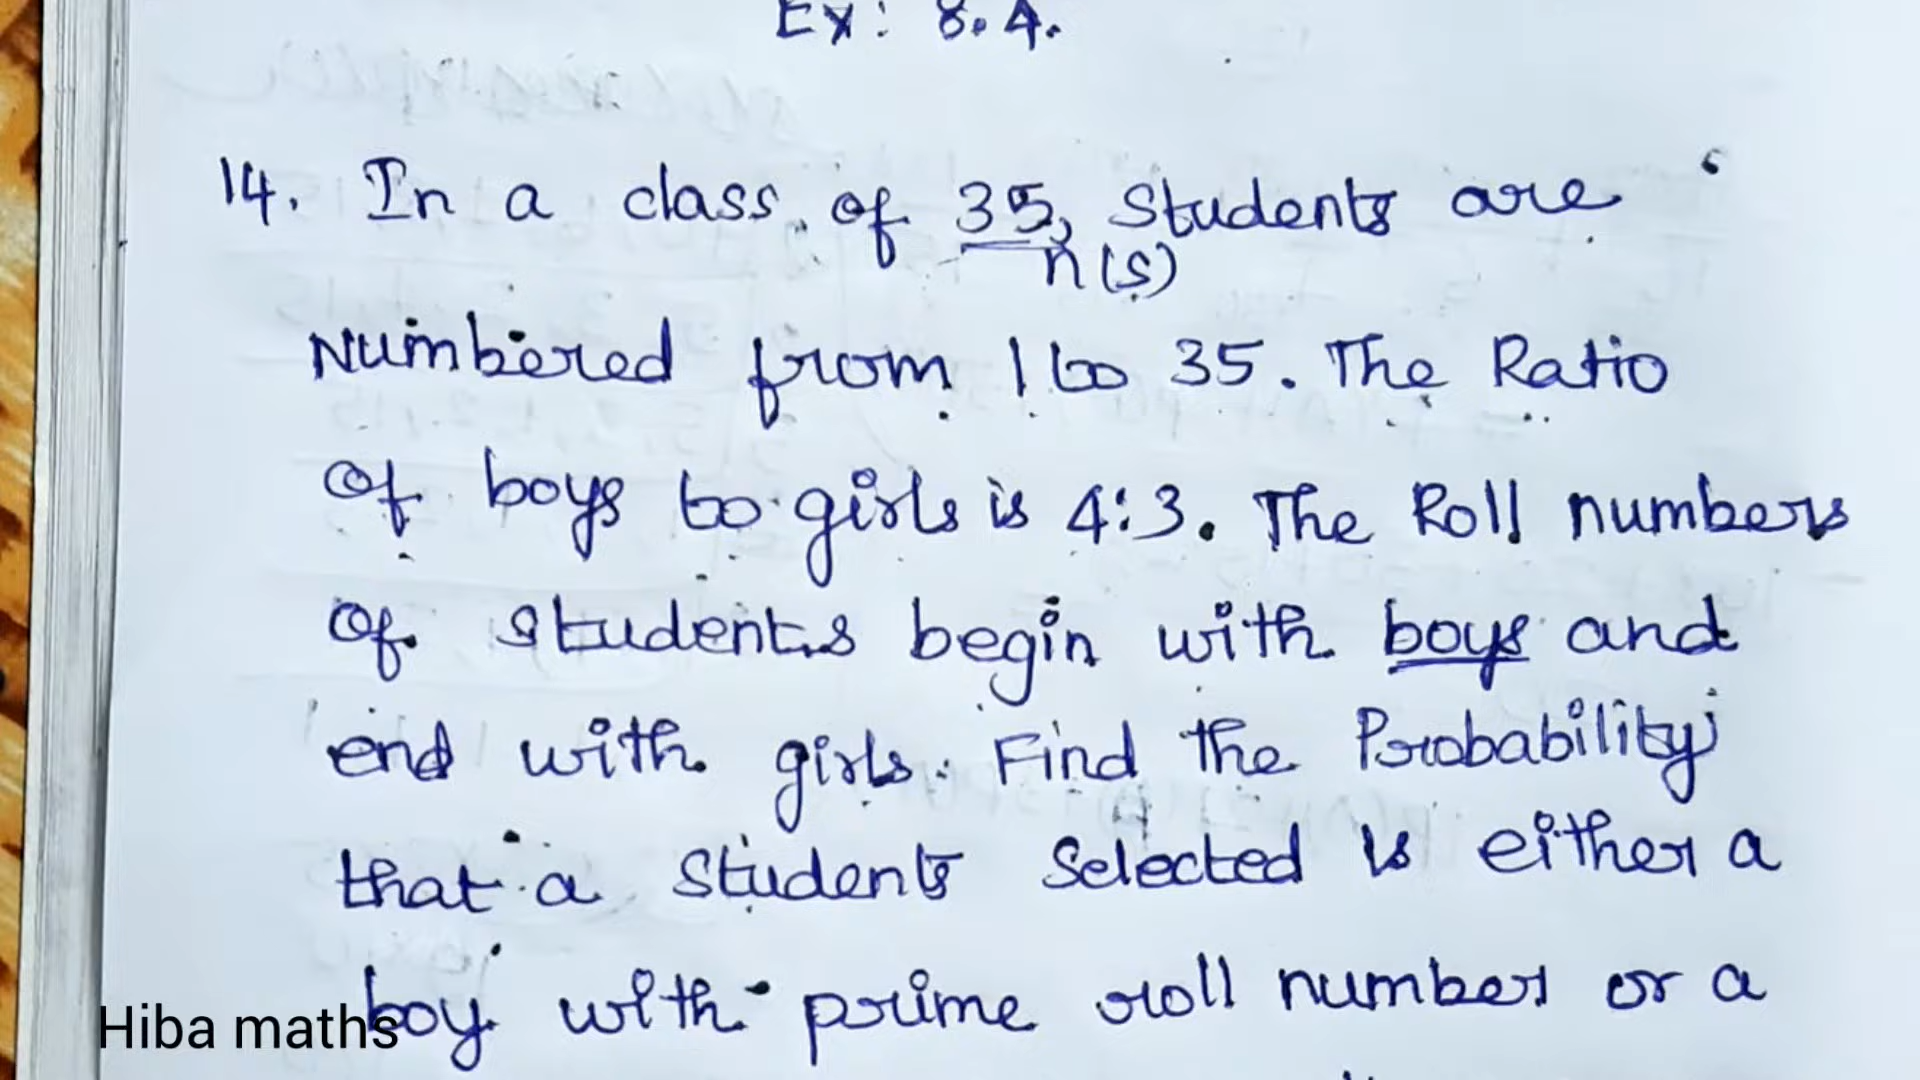 Ex: 8.4.
14. In a class of 35, Students are
n(s)
Numbered from 1 to 35. The Ratio
of boys to girls is 4:3. The Roll numbers
of students begin with boys and
end with girls. Find the Probability
that a students selected is either a
boy with prime roll number or a
Hiba maths